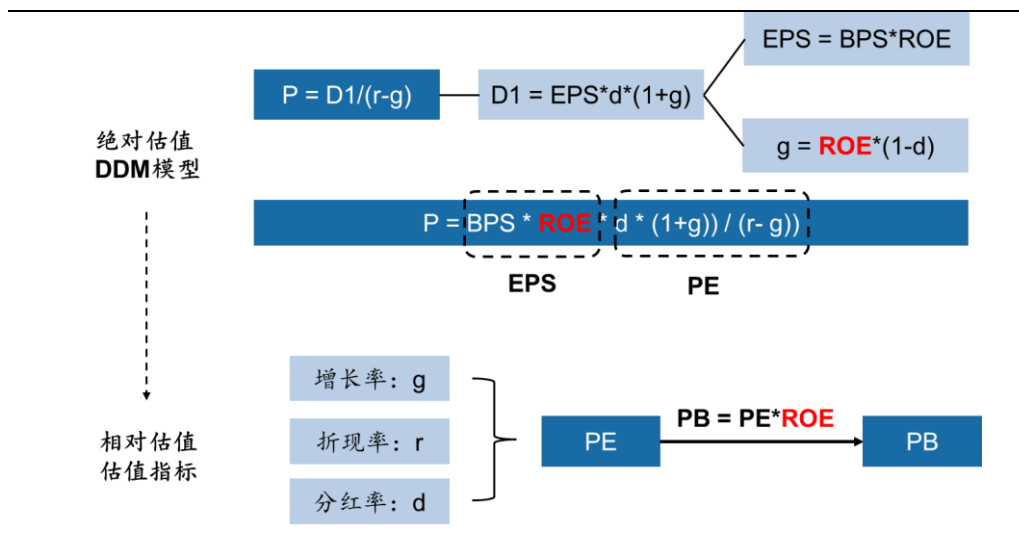 EPS = BPS*ROE
P = D1/(r-g)
D1 = EPS*d*(1+g)
g = ROE*(1-d)
绝对估值
DDM模型
P = BPS * ROE * d * (1+g)) / (r- g))
EPS
PE
增长率：g
折现率：r
分红率：d
相对估值
估值指标
PE
PB = PE*ROE
PB